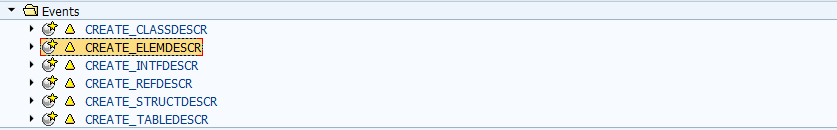 Events
CREATE_CLASSDESCR
CREATE_ELEMDESCR
CREATE_INTFDESCR
CREATE_REFDESCR
CREATE_STRUCTDESCR
CREATE_TABLEDESCR